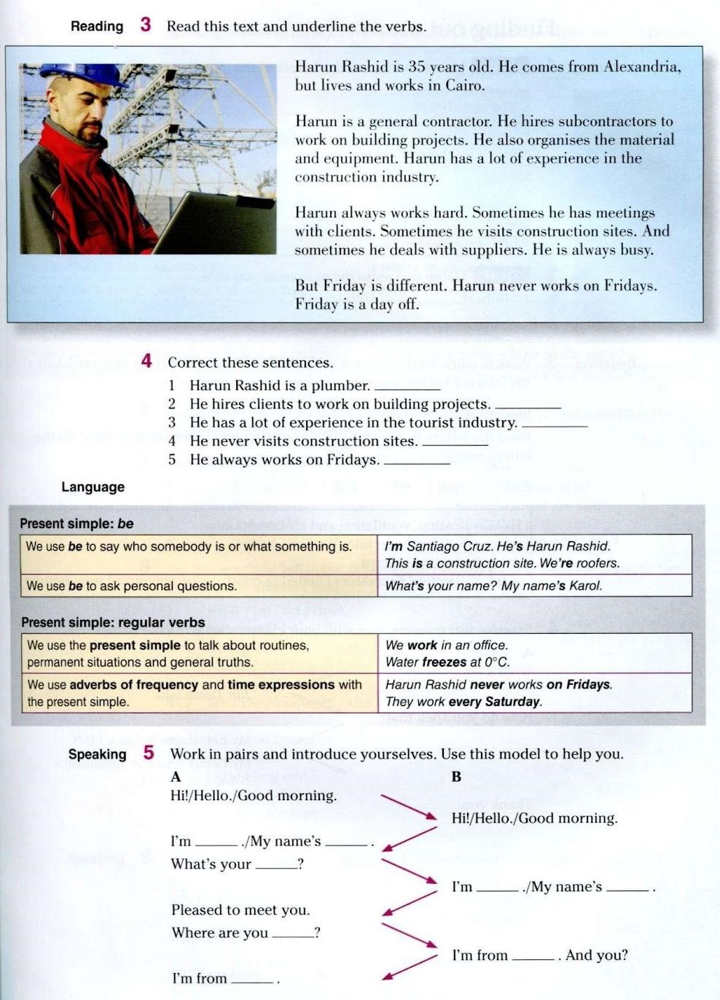 Reading 3 Read this text and underline the verbs.
Harun Rashid is 35 years old. He comes from Alexandria,
but lives and works in Cairo.
Harun is a general contractor. He hires subcontractors to
work on building projects. He also organises the material
and equipment. Harun has a lot of experience in the
construction industry.
Harun always works hard. Sometimes he has meetings
with clients. Sometimes he visits construction sites. And
sometimes he deals with suppliers. He is always busy.
But Friday is different. Harun never works on Fridays.
Friday is a day off.
4 Correct these sentences.
1 Harun Rashid is a plumber. ________
2 He hires clients to work on building projects. ________
3 He has a lot of experience in the tourist industry. ________
4 He never visits construction sites. ________
5 He always works on Fridays. ________
Language
Present simple: be
We use be to say who somebody is or what something is.
I'm Santiago Cruz. He's Harun Rashid.
This is a construction site. We're roofers.
We use be to ask personal questions.
What's your name? My name's Karol.
Present simple: regular verbs
We use the present simple to talk about routines,
permanent situations and general truths.
We work in an office.
Water freezes at 0°C.
We use adverbs of frequency and time expressions with
the present simple.
Harun Rashid never works on Fridays.
They work every Saturday.
Speaking 5 Work in pairs and introduce yourselves. Use this model to help you.
A
B
Hi!/Hello./Good morning.
Hi!/Hello./Good morning.
I'm ______ ./My name's ______ .
What's your ______?
I'm ______ ./My name's ______ .
Pleased to meet you.
Where are you ______?
I'm from ______ . And you?
I'm from ______ .